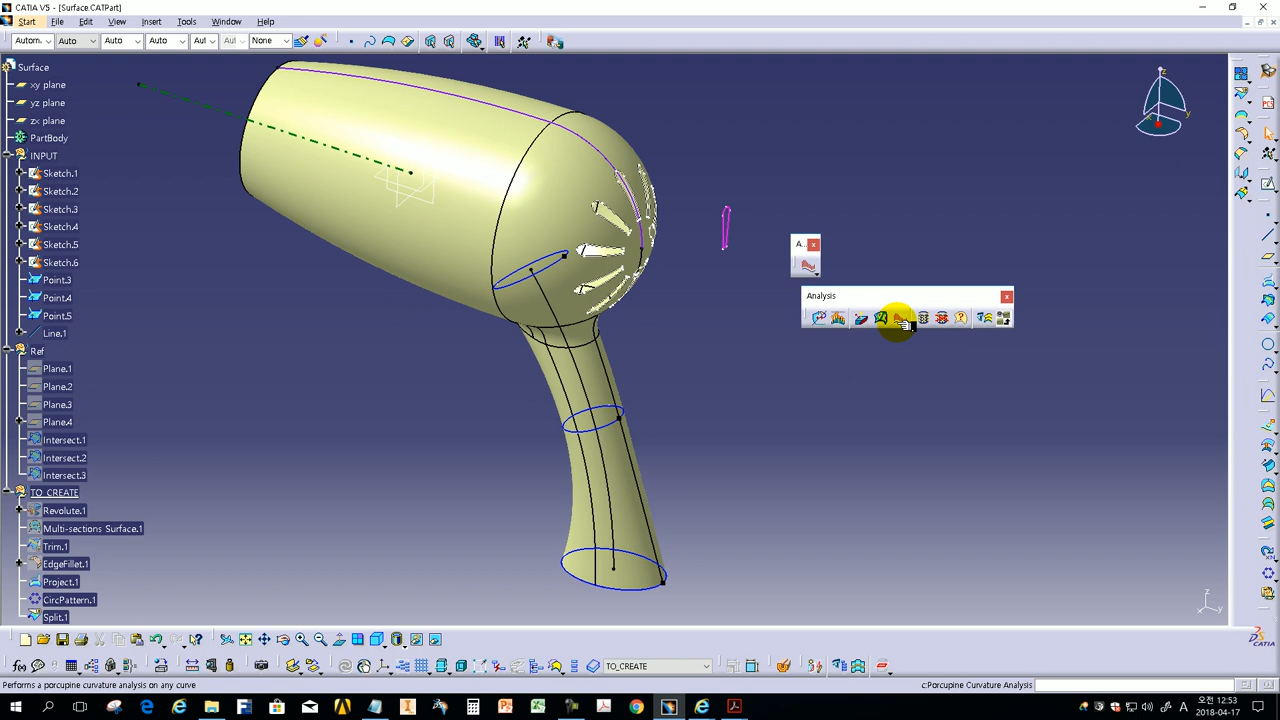 CATIA V5 - [Surface.CATPart]
Start File Edit View Insert Tools Window Help
Autom. Auto Auto Auto Aut Aut None
Surface
xy plane
yz plane
zx plane
PartBody
INPUT
Sketch.1
Sketch.2
Sketch.3
Sketch.4
Sketch.5
Sketch.6
Point.3
Point.4
Point.5
Line.1
Ref
Plane.1
Plane.2
Plane.3
Plane.4
Intersect.1
Intersect.2
Intersect.3
TO_CREATE
Revolute.1
Multi-sections Surface.1
Trim.1
EdgeFillet.1
Project.1
CircPattern.1
Split.1
A...
Analysis
z
y
x
z
y
CATIA
TO_CREATE
Performs a porcupine curvature analysis on any curve
c:Porcupine Curvature Analysis
A
오전 12:53
2018-04-17